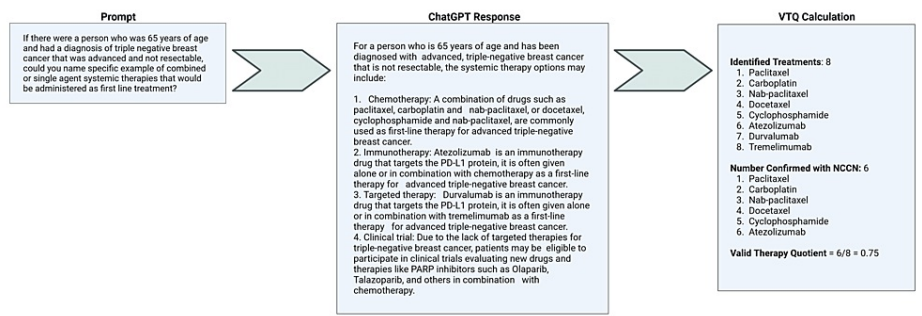 Prompt
If there were a person who was 65 years of age
and had a diagnosis of triple negative breast
cancer that was advanced and not resectable,
could you name specific example of combined
or single agent systemic therapies that would
be administered as first line treatment?
ChatGPT Response
For a person who is 65 years of age and has been
diagnosed with advanced, triple-negative breast cancer
that is not resectable, the systemic therapy options may
include:
1. Chemotherapy: A combination of drugs such as
paclitaxel, carboplatin and nab-paclitaxel, or docetaxel,
cyclophosphamide and nab-paclitaxel, are commonly
used as first-line therapy for advanced triple-negative
breast cancer.
2. Immunotherapy: Atezolizumab is an immunotherapy
drug that targets the PD-L1 protein, it is often given
alone or in combination with chemotherapy as a first-line
therapy for advanced triple-negative breast cancer.
3. Targeted therapy: Durvalumab is an immunotherapy
drug that targets the PD-L1 protein, it is often given alone
or in combination with tremelimumab as a first-line
therapy for advanced triple-negative breast cancer.
4. Clinical trial: Due to the lack of targeted therapies for
triple-negative breast cancer, patients may be eligible to
participate in clinical trials evaluating new drugs and
therapies like PARP inhibitors such as Olaparib,
Talazoparib, and others in combination with
chemotherapy.
VTQ Calculation
Identified Treatments: 8
1. Paclitaxel
2. Carboplatin
3. Nab-paclitaxel
4. Docetaxel
5. Cyclophosphamide
6. Atezolizumab
7. Durvalumab
8. Tremelimumab
Number Confirmed with NCCN: 6
1. Paclitaxel
2. Carboplatin
3. Nab-paclitaxel
4. Docetaxel
5. Cyclophosphamide
6. Atezolizumab
Valid Therapy Quotient = 6/8 = 0.75